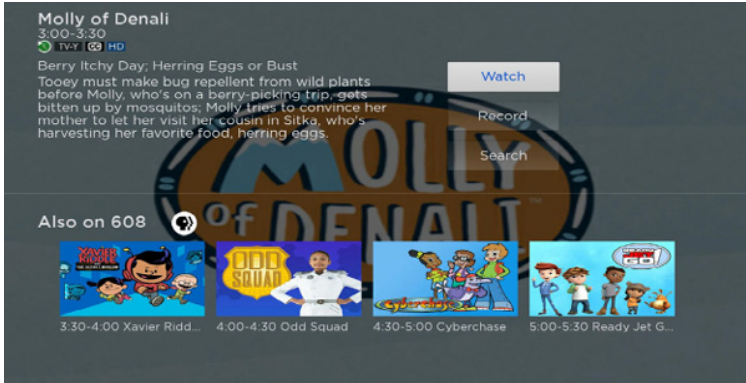 Molly of Denali
3:00-3:30
TV-Y CC HD
Berry Itchy Day; Herring Eggs or Bust
Tooey must make bug repellent from wild plants
before Molly, who's on a berry-picking trip, gets
bitten up by mosquitos; Molly tries to convince her
mother to let her visit her cousin in Sitka, who's
harvesting her favorite food, herring eggs.
Watch
Record
Search
MOLLY
OF DENALI
TM
Also on 608
XAVIER
RIDDLE
ODD
SQUAD
cyberchase
GO!
3:30-4:00 Xavier Ridd...
4:00-4:30 Odd Squad
4:30-5:00 Cyberchase
5:00-5:30 Ready Jet G...